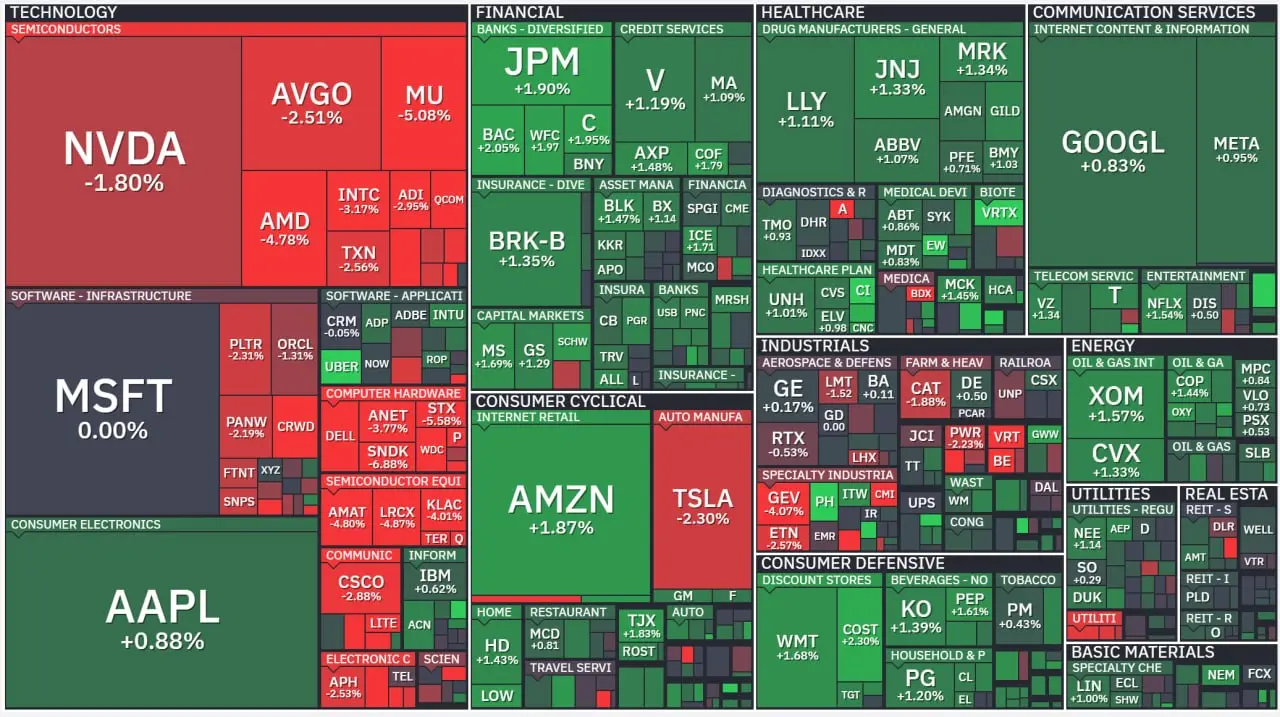 TECHNOLOGY
SEMICONDUCTORS
NVDA
-1.80%
AVGO
-2.51%
MU
-5.08%
AMD
-4.78%
INTC
-3.17%
ADI
-2.95%
QCOM
TXN
-2.56%
SOFTWARE - INFRASTRUCTURE
MSFT
0.00%
PLTR
-2.31%
ORCL
-1.31%
PANW
-2.19%
CRWD
FTNT
XYZ
SNPS
SOFTWARE - APPLICATI
CRM
-0.05%
ADP
ADBE
INTU
UBER
NOW
ROP
COMPUTER HARDWARE
DELL
ANET
-3.77%
STX
-5.58%
SNDK
-6.88%
WDC
P
SEMICONDUCTOR EQUI
AMAT
-4.80%
LRCX
-4.87%
KLAC
-4.01%
TER
Q
CONSUMER ELECTRONICS
AAPL
+0.88%
COMMUNIC
CSCO
-2.88%
LITE
INFORM
IBM
+0.62%
ACN
ELECTRONIC C
APH
-2.53%
TEL
SCIEN
FINANCIAL
BANKS - DIVERSIFIED
JPM
+1.90%
BAC
+2.05%
WFC
+1.97
C
+1.95%
BNY
CREDIT SERVICES
V
+1.19%
MA
+1.09%
AXP
+1.48%
COF
+1.79
INSURANCE - DIVE
BRK-B
+1.35%
ASSET MANA
BLK
+1.47%
BX
+1.14
KKR
APO
FINANCIA
SPGI
CME
ICE
+1.71
MCO
CAPITAL MARKETS
MS
+1.69%
GS
+1.29
SCHW
INSURA
CB
PGR
TRV
ALL
L
BANKS
USB
PNC
MRSH
INSURANCE -
CONSUMER CYCLICAL
INTERNET RETAIL
AMZN
+1.87%
AUTO MANUFA
TSLA
-2.30%
GM
F
HOME
HD
+1.43%
LOW
RESTAURANT
MCD
+0.81
TRAVEL SERVI
TJX
+1.83%
ROST
AUTO
HEALTHCARE
DRUG MANUFACTURERS - GENERAL
LLY
+1.11%
JNJ
+1.33%
MRK
+1.34%
ABBV
+1.07%
AMGN
GILD
PFE
+0.71%
BMY
+1.03
DIAGNOSTICS & R
TMO
+0.93
DHR
A
IDXX
MEDICAL DEVI
ABT
+0.86%
SYK
MDT
+0.83%
EW
BIOTE
VRTX
HEALTHCARE PLAN
UNH
+1.01%
CVS
CI
ELV
+0.98
CNC
MEDICA
BDX
MCK
+1.45%
HCA
INDUSTRIALS
AEROSPACE & DEFENS
GE
+0.17%
LMT
-1.52
BA
+0.11
GD
0.00
RTX
-0.53%
LHX
FARM & HEAV
CAT
-1.88%
DE
+0.50
PCAR
RAILROA
UNP
CSX
SPECIALTY INDUSTRIA
GEV
-4.07%
PH
ITW
CMI
IR
ETN
-2.57%
EMR
JCI
TT
PWR
-2.23%
VRT
BE
GWW
UPS
WAST
WM
CONG
DAL
CONSUMER DEFENSIVE
DISCOUNT STORES
WMT
+1.68%
COST
+2.30%
TGT
BEVERAGES - NO
KO
+1.39%
PEP
+1.61%
TOBACCO
PM
+0.43%
HOUSEHOLD & P
PG
+1.20%
CL
EL
COMMUNICATION SERVICES
INTERNET CONTENT & INFORMATION
GOOGL
+0.83%
META
+0.95%
TELECOM SERVIC
VZ
+1.34
T
ENTERTAINMENT
NFLX
+1.54%
DIS
+0.50
ENERGY
OIL & GAS INT
XOM
+1.57%
CVX
+1.33%
OIL & GA
COP
+1.44%
OXY
MPC
+0.84
VLO
+0.73
PSX
+0.53
OIL & GAS
SLB
UTILITIES
UTILITIES - REGU
NEE
+1.14
AEP
D
SO
+0.29
DUK
UTILITI
REAL ESTA
REIT - S
AMT
DLR
WELL
VTR
REIT - I
PLD
REIT - R
O
BASIC MATERIALS
SPECIALTY CHE
LIN
+1.00%
ECL
SHW
NEM
FCX